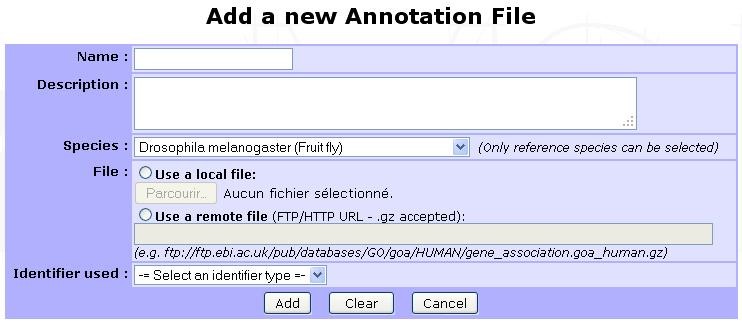 Add a new Annotation File
Name :
Description :
Species : Drosophila melanogaster (Fruit fly) (Only reference species can be selected)
File : Use a local file:
Parcourir... Aucun fichier sélectionné.
Use a remote file (FTP/HTTP URL - .gz accepted):
(e.g. ftp://ftp.ebi.ac.uk/pub/databases/GO/goa/HUMAN/gene_association.goa_human.gz)
Identifier used : -= Select an identifier type =-
Add Clear Cancel